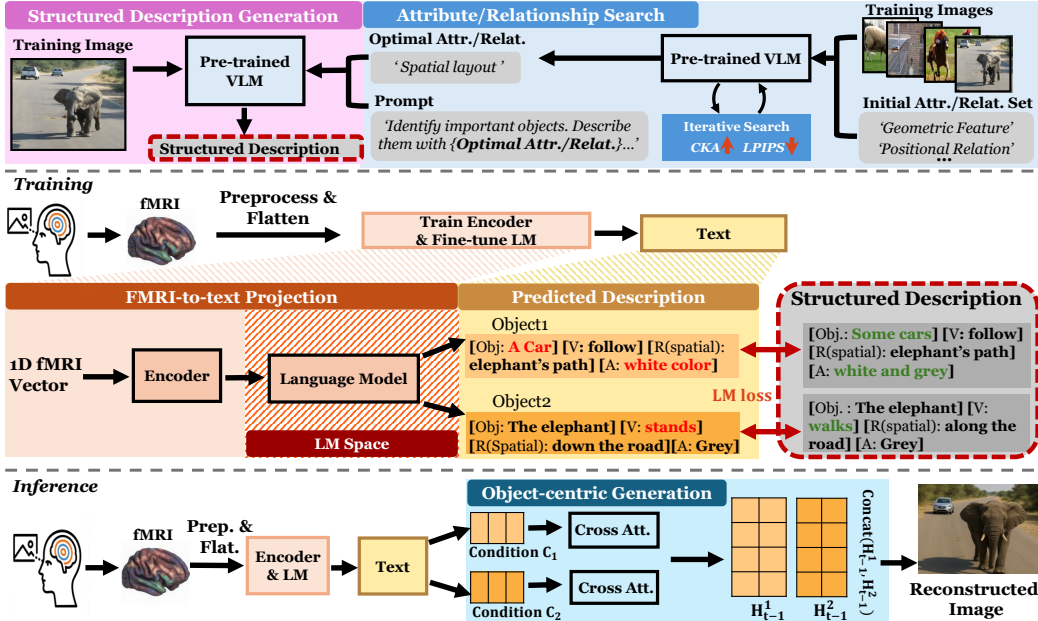 Structured Description Generation
Attribute/Relationship Search
Training Image
Pre-trained
VLM
Structured Description
Optimal Attr./Relat.
'Spatial layout'
Prompt
'Identify important objects. Describe
them with {Optimal Attr./Relat.}...'
Pre-trained VLM
Iterative Search
CKA LPIPS
Training Images
Initial Attr./Relat. Set
'Geometric Feature'
'Positional Relation'
...
Training
fMRI
Preprocess &
Flatten
Train Encoder
& Fine-tune LM
Text
FMRI-to-text Projection
Predicted Description
Structured Description
1D fMRI
Vector
Encoder
Language Model
LM Space
Object1
[Obj: A Car] [V: follow] [R(spatial):
elephant's path] [A: white color]
Object2
[Obj: The elephant] [V: stands]
[R(Spatial): down the road][A: Grey]
LM loss
[Obj.: Some cars] [V: follow]
[R(spatial): elephant's path]
[A: white and grey]
[Obj. : The elephant] [V:
walks] [R(spatial): along the
road] [A: Grey]
Inference
fMRI
Prep. &
Flat.
Encoder
& LM
Text
Object-centric Generation
Condition C₁
Cross Att.
Condition C₂
Cross Att.
H¹ₜ₋₁
H²ₜ₋₁
Concat(H¹ₜ₋₁, H²ₜ₋₁)
Reconstructed
Image